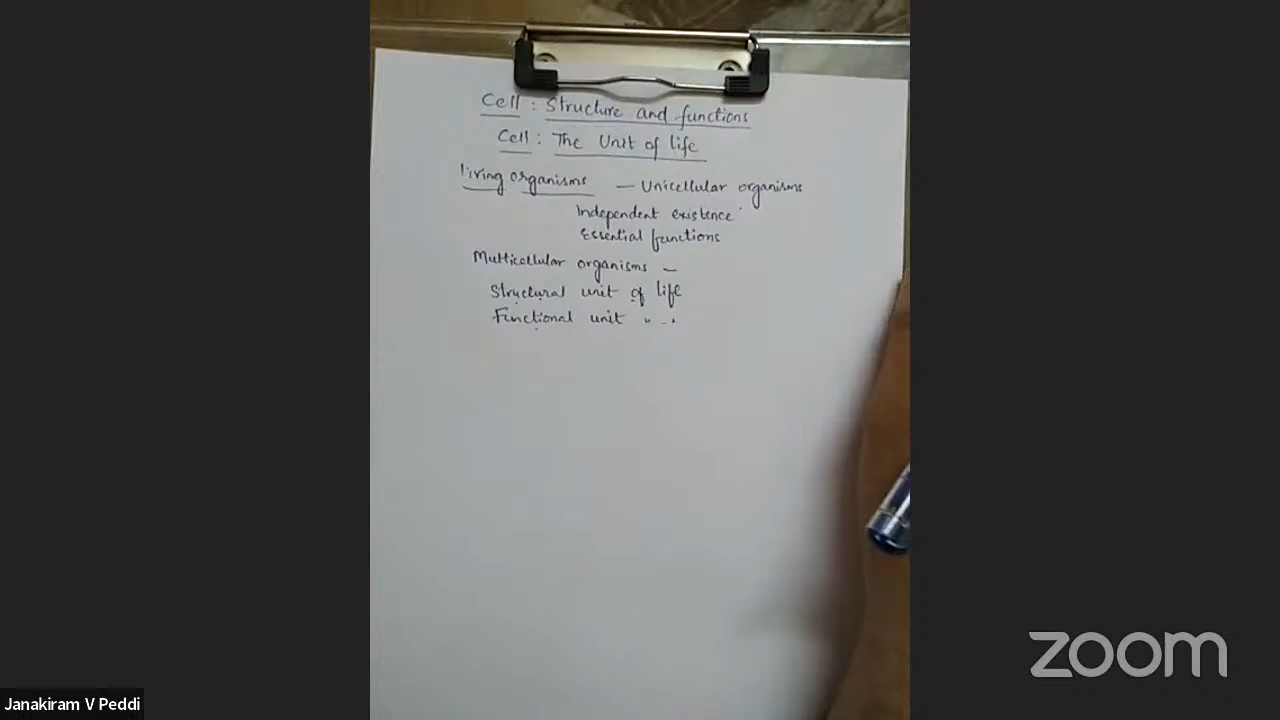 Cell : Structure and functions
Cell : The Unit of life
Living organisms — Unicellular organisms
Independent existence
Essential functions
Multicellular organisms —
Structural unit of life
Functional unit " "
zoom
Janakiram V Peddi